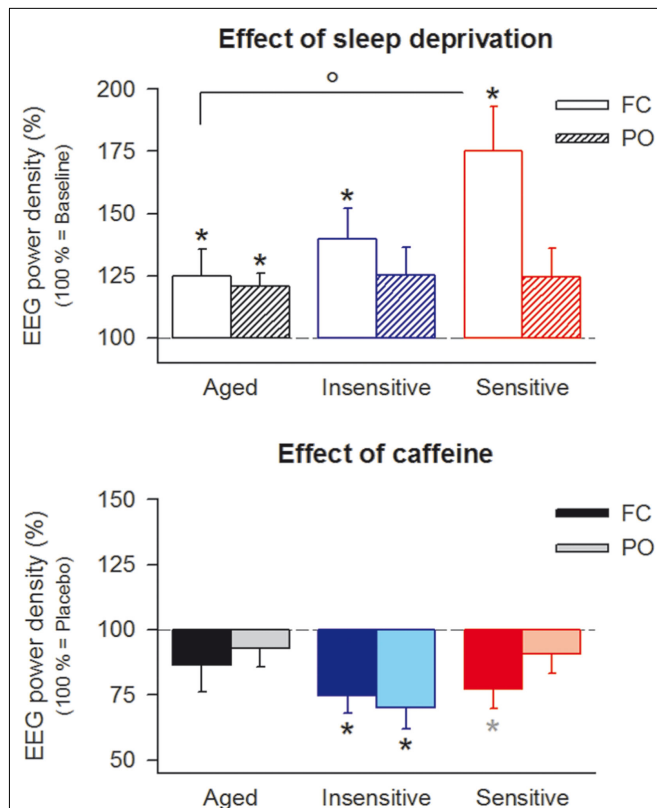 Effect of sleep deprivation
EEG power density (%)
(100 % = Baseline)
200
175
150
125
100
°
*
*
*
*
FC
PO
Aged
Insensitive
Sensitive
Effect of caffeine
EEG power density (%)
(100 % = Placebo)
150
125
100
75
50
FC
PO
*
*
*
Aged
Insensitive
Sensitive